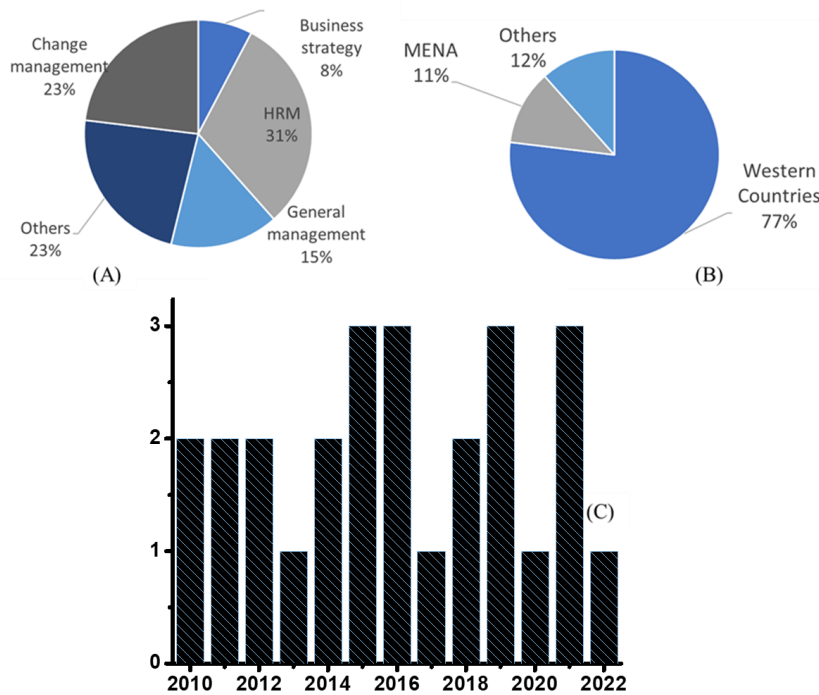 Business
strategy
8%
Change
management
23%
HRM
31%
Others
23%
General
management
15%
(A)
MENA
11%
Others
12%
Western
Countries
77%
(B)
3
2
1
0
(C)
2010 2012 2014 2016 2018 2020 2022